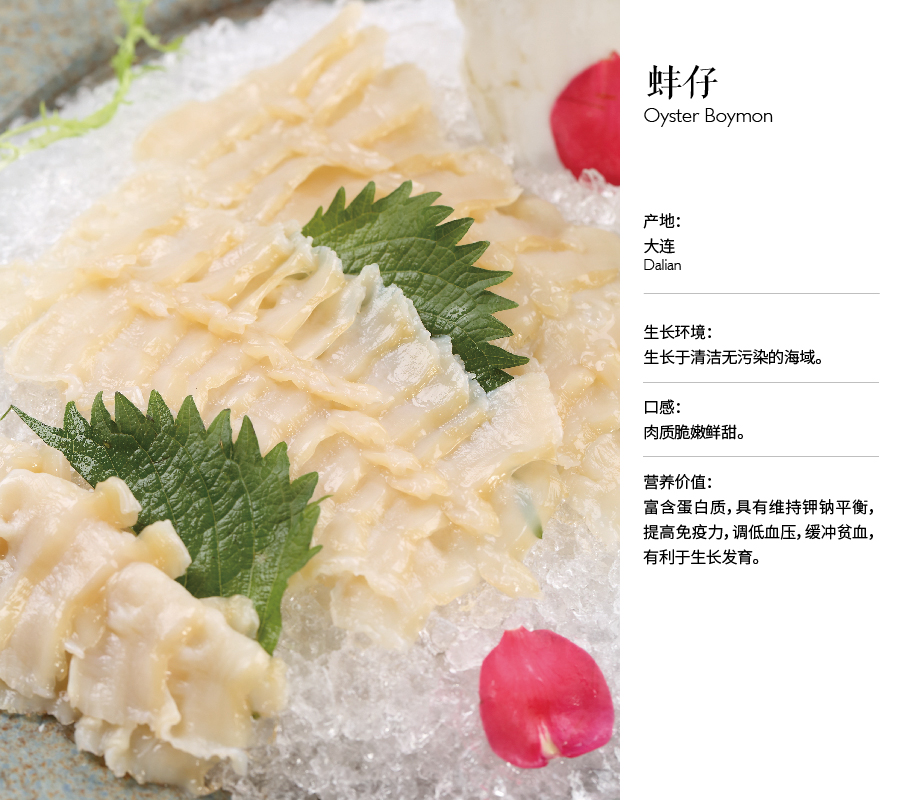 蚌仔
Oyster Boymon
产地：
大连
Dalian
生长环境：
生长于清洁无污染的海域。
口感：
肉质脆嫩鲜甜。
营养价值：
富含蛋白质，具有维持钾钠平衡，
提高免疫力，调低血压，缓冲贫血，
有利于生长发育。